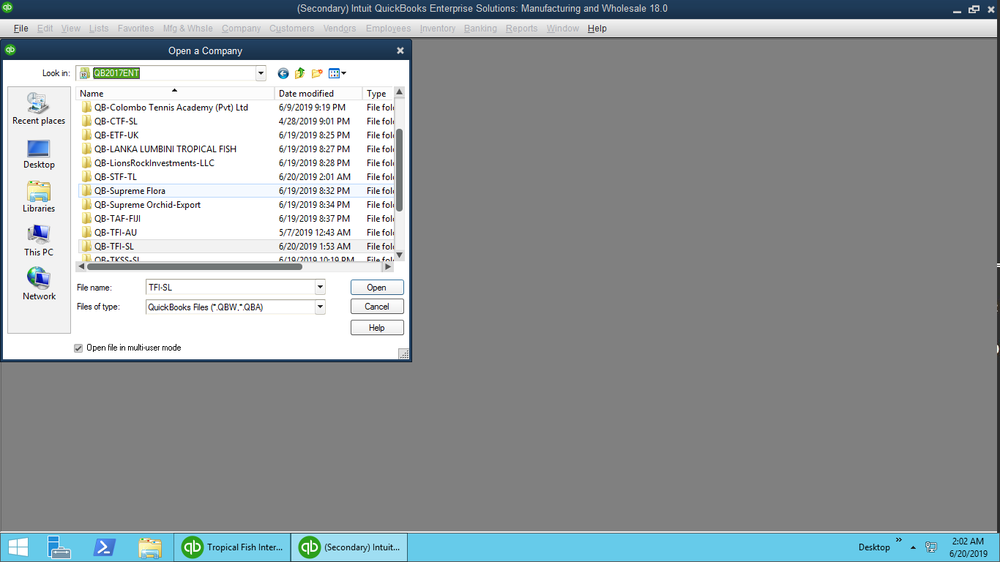 qb
(Secondary) Intuit QuickBooks Enterprise Solutions: Manufacturing and Wholesale 18.0
File Edit View Lists Favorites Mfg & Whsle Company Customers Vendors Employees Inventory Banking Reports Window Help
qb Open a Company
Look in: QB2017ENT
Name Date modified Type
QB-Colombo Tennis Academy (Pvt) Ltd 6/9/2019 9:19 PM File fol
QB-CTF-SL 4/28/2019 9:01 PM File fol
QB-ETF-UK 6/19/2019 8:25 PM File fol
QB-LANKA LUMBINI TROPICAL FISH 6/19/2019 8:27 PM File fol
QB-LionsRockInvestments-LLC 6/19/2019 8:28 PM File fol
QB-STF-TL 6/20/2019 2:01 AM File fol
QB-Supreme Flora 6/19/2019 8:32 PM File fol
QB-Supreme Orchid-Export 6/19/2019 8:34 PM File fol
QB-TAF-FIJI 6/19/2019 8:37 PM File fol
QB-TFI-AU 5/7/2019 12:43 AM File fol
QB-TFI-SL 6/20/2019 1:53 AM File fol
QB-TKSS-SL 6/19/2019 10:19 PM File fol
Recent places
Desktop
Libraries
This PC
Network
File name: TFI-SL Open
Files of type: QuickBooks Files (*.QBW,*.QBA) Cancel
Help
Open file in multi-user mode
qb Tropical Fish Inter...
qb (Secondary) Intuit...
Desktop
2:02 AM
6/20/2019